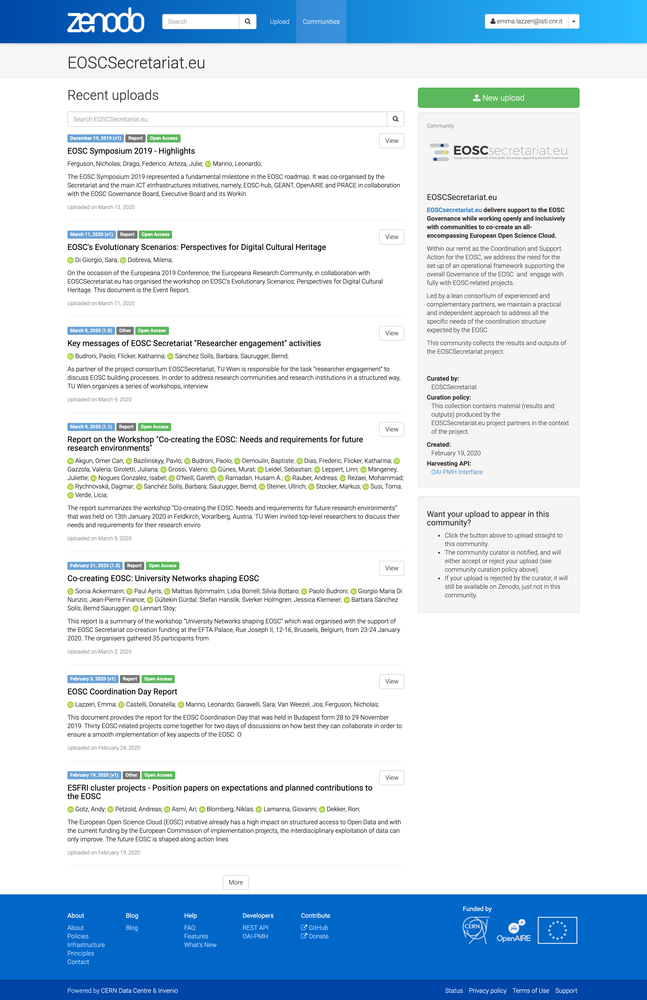 zenodo
Search
Upload
Communities
emma.lazzeri@isti.cnr.it
EOSCSecretariat.eu
Recent uploads
Search EOSCSecretariat.eu
December 19, 2019 (v1) Report Open Access
View
EOSC Symposium 2019 - Highlights
Ferguson, Nicholas; Drago, Federico; Arteza, Julie; iD Marino, Leonardo;
The EOSC Symposium 2019 represented a fundamental milestone in the EOSC roadmap. It was co-organised by the
Secretariat and the main ICT eInfrastructures initiatives, namely, EOSC-hub, GEANT, OpenAIRE and PRACE in collaboration
with the EOSC Governance Board, Executive Board and its Workin
Uploaded on March 12, 2020
March 11, 2020 (v1) Report Open Access
View
EOSC's Evolutionary Scenarios: Perspectives for Digital Cultural Heritage
iD Di Giorgio, Sara; iD Dobreva, Milena;
On the occasion of the Europeana 2019 Conference, the Europeana Research Community, in collaboration with
EOSCSecretariat.eu has organised the workshop on EOSC’s Evolutionary Scenarios: Perspectives for Digital Cultural
Heritage. This document is the Event Report.
Uploaded on March 11, 2020
March 9, 2020 (1.0) Other Open Access
View
Key messages of EOSC Secretariat "Researcher engagement" activities
iD Budroni, Paolo; Flicker, Katharina; iD Sánchez Solís, Barbara; Saurugger, Bernd;
As partner of the project consortium EOSCSecretariat, TU Wien is responsible for the task “researcher engagement” to
discuss EOSC building processes. In order to address research communities and research institutions in a structured way,
TU Wien organizes a series of workshops, interview
Uploaded on March 9, 2020
March 9, 2020 (1.1) Report Open Access
View
Report on the Workshop "Co-creating the EOSC: Needs and requirements for future
research environments"
iD Akgun, Omer Can; iD Bazilinskyy, Pavlo; iD Budroni, Paolo; iD Demoulin, Baptiste; iD Dias, Frederic; Flicker, Katharina; iD
Gazzola, Valeria; Giroletti, Juliana; iD Grossi, Valerio; iD Günes, Murat; iD Leidel, Sebastian; iD Leppert, Linn; iD Mangeney,
Juliette; iD Nogues Gonzalez, Isabel; iD O'Neill, Gareth; iD Ramadan, Husam A.; iD Rauber, Andreas; iD Rezaei, Mohammad;
iD Rychnovská, Dagmar; iD Sanchéz Solís, Barbara; Saurugger, Bernd; iD Steiner, Ullrich; iD Stocker, Markus; iD Susi, Toma;
iD Verde, Licia;
The report summarizes the workshop “Co-creating the EOSC: Needs and requirements for future research environments”
that was held on 13th January 2020 in Feldkirch, Vorarlberg, Austria. TU Wien invited top-level researchers to discuss their
needs and requirements for their research enviro
Uploaded on March 9, 2020
February 21, 2020 (1.0) Report Open Access
View
Co-creating EOSC: University Networks shaping EOSC
iD Sonia Ackermann; iD Paul Ayris; iD Mattias Björnmalm; Lidia Borrell; Silvia Bottaro; iD Paolo Budroni; iD Giorgio Maria Di
Nunzio; Jean-Pierre Finance; iD Gültekin Gürdal; Stefan Hanslik; Sverker Holmgren; Jessica Klemeier; iD Barbara Sánchez
Solís; Bernd Saurugger; iD Lennart Stoy;
This report is a summary of the workshop “University Networks shaping EOSC” which was organised with the support of
the EOSC Secretariat co-creation funding at the EFTA Palace, Rue Joseph II, 12-16, Brussels, Belgium, from 23-24 January
2020. The organisers gathered 35 participants from
Uploaded on March 2, 2020
February 3, 2020 (v1) Report Open Access
View
EOSC Coordination Day Report
iD Lazzeri, Emma; iD Castelli, Donatella; iD Marino, Leonardo; Garavelli, Sara; Van Weezel, Jos; Ferguson, Nicholas;
This document provides the report for the EOSC Coordination Day that was held in Budapest form 28 to 29 November
2019. Thirty EOSC-related projects come together for two days of discussions on how best they can collaborate in order to
ensure a smooth implementation of key aspects of the EOSC. O
Uploaded on February 24, 2020
February 19, 2020 (v1) Other Open Access
View
ESFRI cluster projects - Position papers on expectations and planned contributions to
the EOSC
iD Gotz, Andy; iD Petzold, Andreas; iD Asmi, Ari; iD Blomberg, Niklas; iD Lamanna, Giovanni; iD Dekker, Ron;
The European Open Science Cloud (EOSC) initiative already has a high impact on structured access to Open Data and with
the current funding by the European Commission of implementation projects, the interdisciplinary exploitation of data can
only improve. The future EOSC is shaped along action lines
Uploaded on February 19, 2020
More
New upload
Community
EOSCsecretariat.eu
Setup and management of the EOSC Secretariat supporting the EOSC Governance
EOSCSecretariat.eu
EOSCsecretariat.eu delivers support to the EOSC
Governance while working openly and inclusively
with communities to co-create an all-
encompassing European Open Science Cloud.
Within our remit as the Coordination and Support
Action for the EOSC, we address the need for the
set-up of an operational framework supporting the
overall Governance of the EOSC and engage with
fully with EOSC-related projects.
Led by a lean consortium of experienced and
complementary partners, we maintain a practical
and independent approach to address all the
specific needs of the coordination structure
expected by the EOSC.
This community collects the results and outputs of
the EOSCSecretariat project.
Curated by:
EOSCSecretariat
Curation policy:
This collection contains material (results and
outputs) produced by the
EOSCSecretariat.eu project partners in the context
of the project.
Created:
February 19, 2020
Harvesting API:
OAI-PMH Interface
Want your upload to appear in this
community?
• Click the button above to upload straight to
this community.
• The community curator is notified, and will
either accept or reject your upload (see
community curation policy above).
• If your upload is rejected by the curator, it will
still be available on Zenodo, just not in this
community.
About
About
Policies
Infrastructure
Principles
Contact
Blog
Blog
Help
FAQ
Features
What's New
Developers
REST API
OAI-PMH
Contribute
GitHub
Donate
Funded by
CERN
OpenAIRE
Powered by CERN Data Centre & Invenio
Status Privacy policy Terms of Use Support